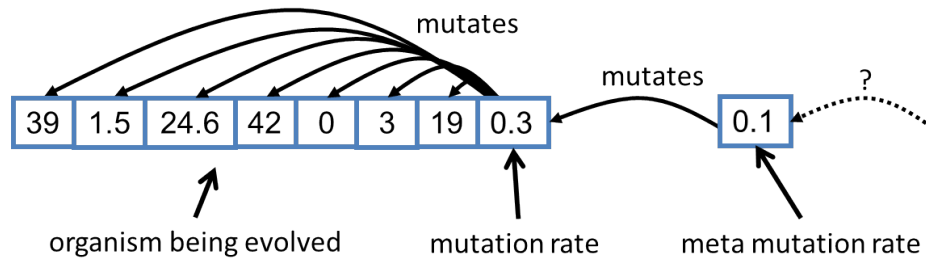 mutates
mutates
?
39 1.5 24.6 42 0 3 19 0.3
0.1
organism being evolved
mutation rate
meta mutation rate